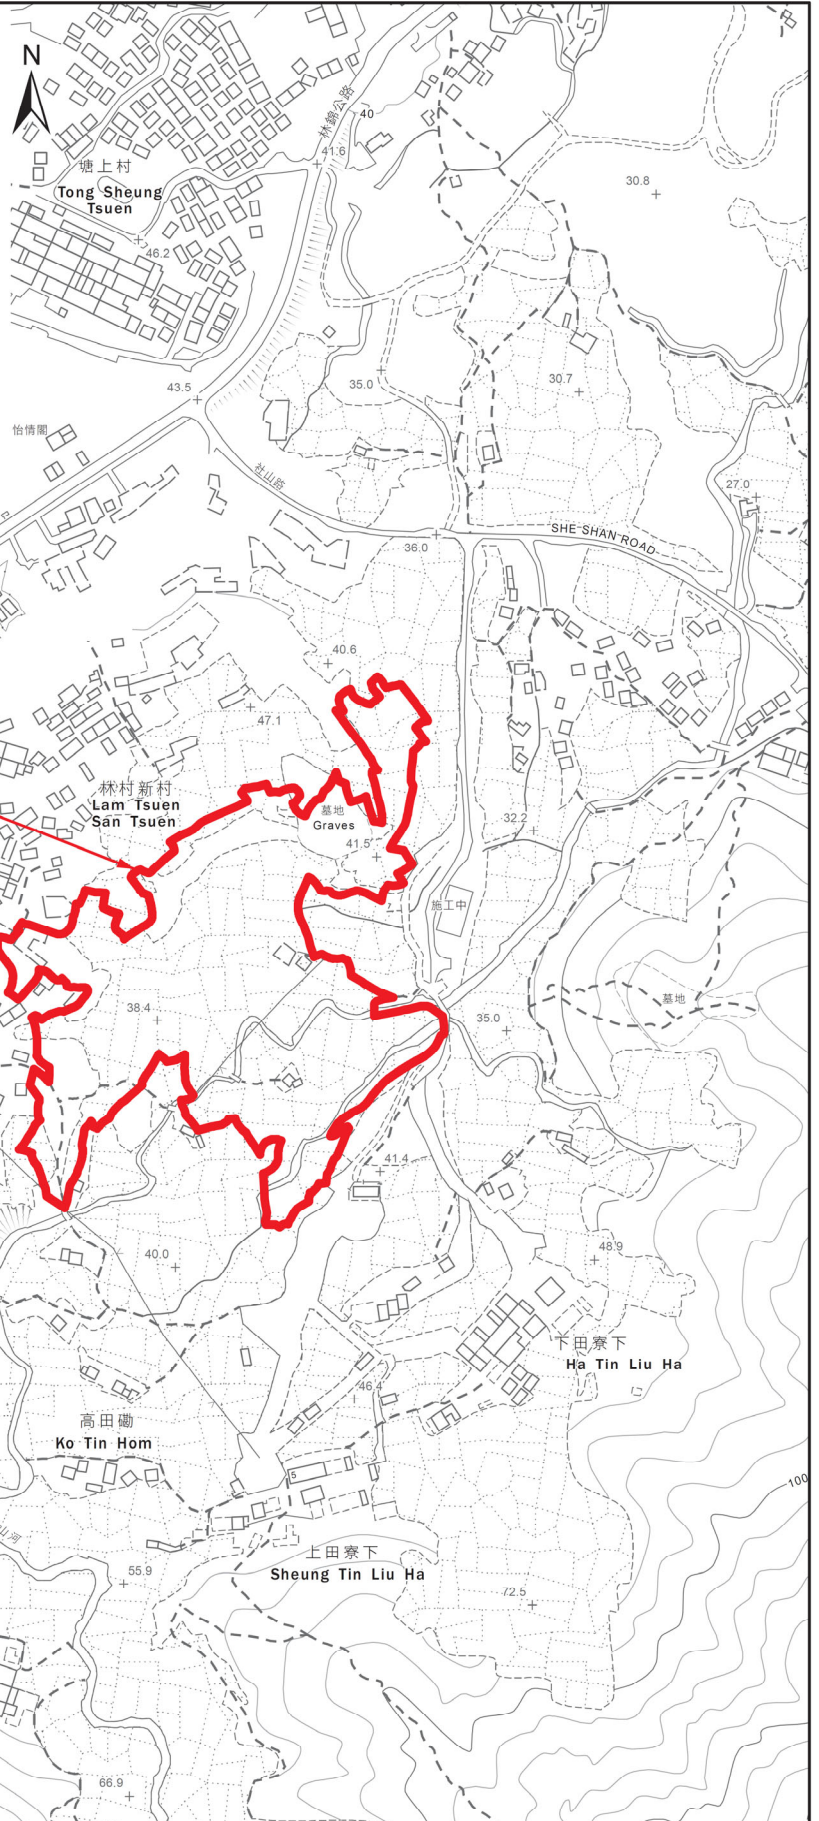 N
林錦公路
40
41.6
塘上村
Tong Sheung
Tsuen
30.8
46.2
43.5
35.0
30.7
怡情閣
社山路
27.0
36.0
SHE SHAN ROAD
40.6
47.1
林村新村
Lam Tsuen
San Tsuen
墓地
Graves
32.2
41.5
施工中
墓地
38.4
35.0
41.4
40.0
48.9
下田寮下
Ha Tin Liu Ha
46.4
高田磡
Ko Tin Hom
5
100
山河
上田寮下
Sheung Tin Liu Ha
55.9
72.5
66.9